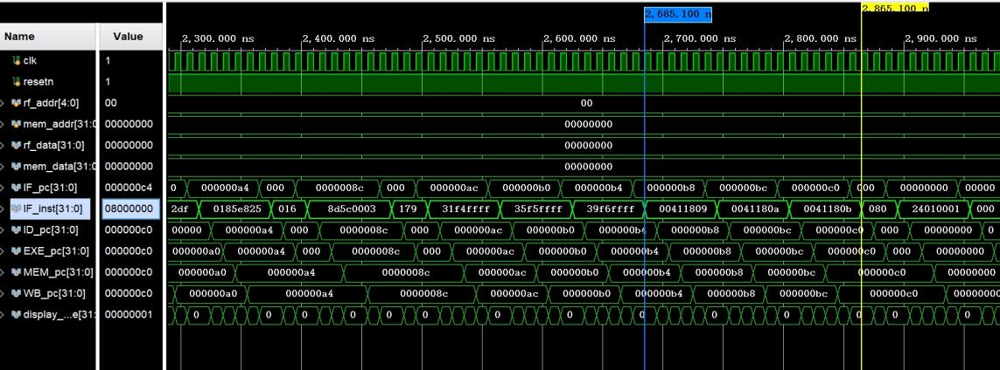 2,685.100 n
2,865.100 n
Name Value
2,300.000 ns 2,400.000 ns 2,500.000 ns 2,600.000 ns 2,700.000 ns 2,800.000 ns 2,900.000 ns
clk 1
resetn 1
rf_addr[4:0] 00 00
mem_addr[31:0 00000000 00000000
rf_data[31:0] 00000000 00000000
mem_data[31:0 00000000 00000000
IF_pc[31:0] 000000c4 0 000000a4 000 0000008c 000 000000ac 000000b0 000000b4 000000b8 000000bc 000000c0 000 00000000 00000
IF_inst[31:0] 08000000 2df 0185e825 016 8d5c0003 179 31f4ffff 35f5ffff 39f6ffff 00411809 0041180a 0041180b 080 24010001 000
ID_pc[31:0] 000000c0 00000 000000a4 000 0000008c 000 000000ac 000000b0 000000b4 000000b8 000000bc 000000c0 000 00000000 0
EXE_pc[31:0] 000000c0 000000a0 000000a4 000 0000008c 000 000000ac 000000b0 000000b4 000000b8 000000bc 000000c0 000 00000000
MEM_pc[31:0] 000000c0 000000a0 000000a4 0000008c 000000ac 000000b0 000000b4 000000b8 000000bc 000000c0 00000000
WB_pc[31:0] 000000c0 000000a0 000000a4 0000008c 000000ac 000000b0 000000b4 000000b8 000000bc 000000c0 0000000
display_...e[31: 00000001 0 0 0 0 0 0 0 0 0 0 0 0